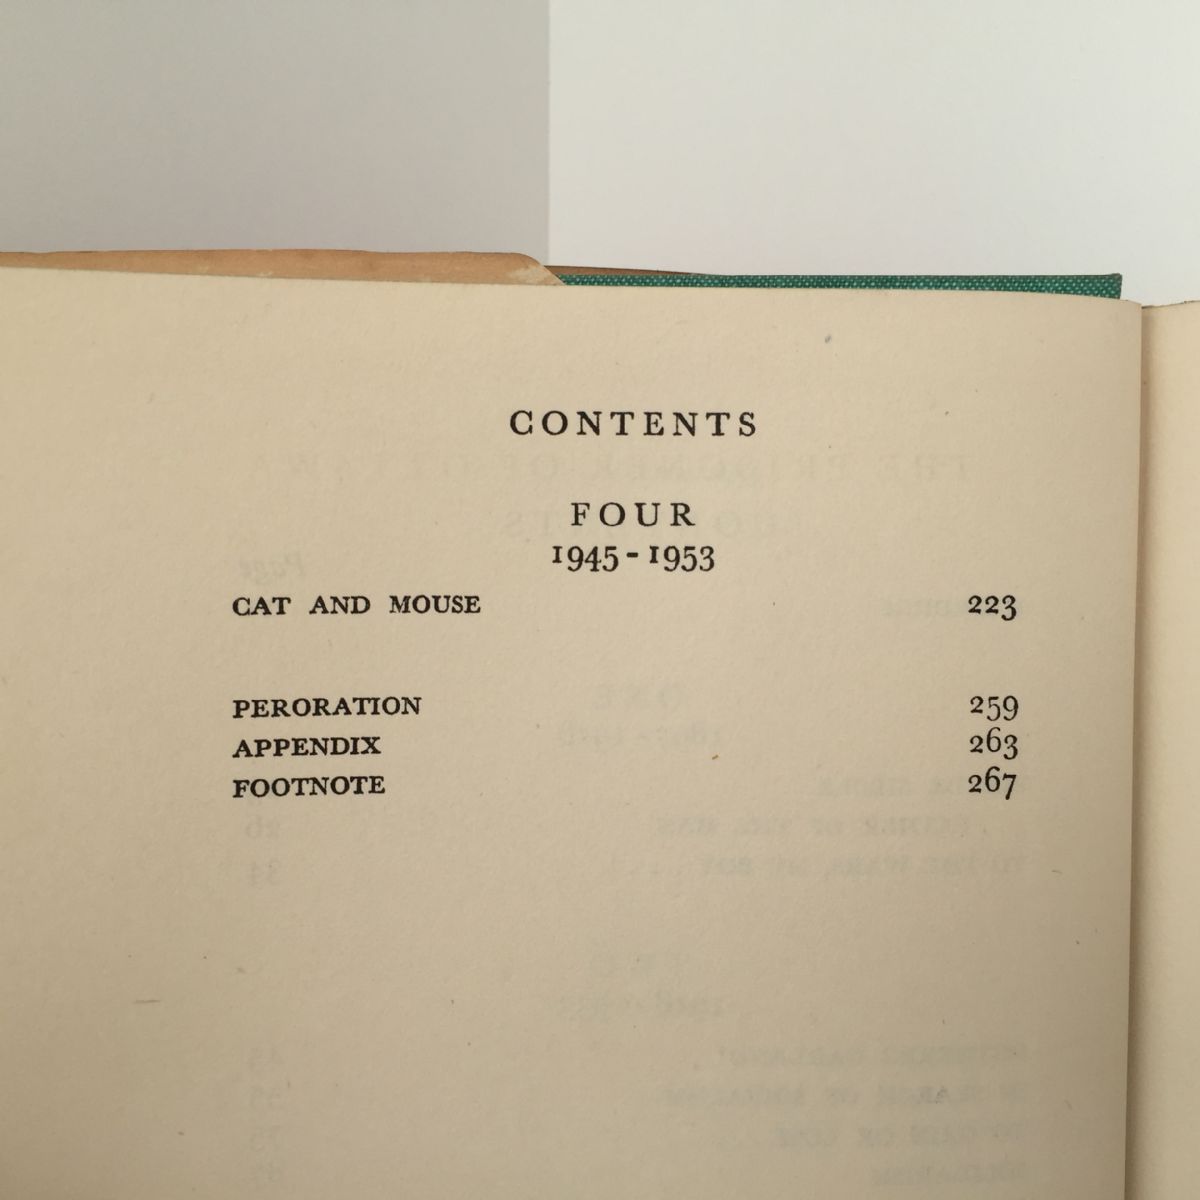 CONTENTS
FOUR
1945-1953
CAT AND MOUSE 223
PERORATION 259
APPENDIX 263
FOOTNOTE 267